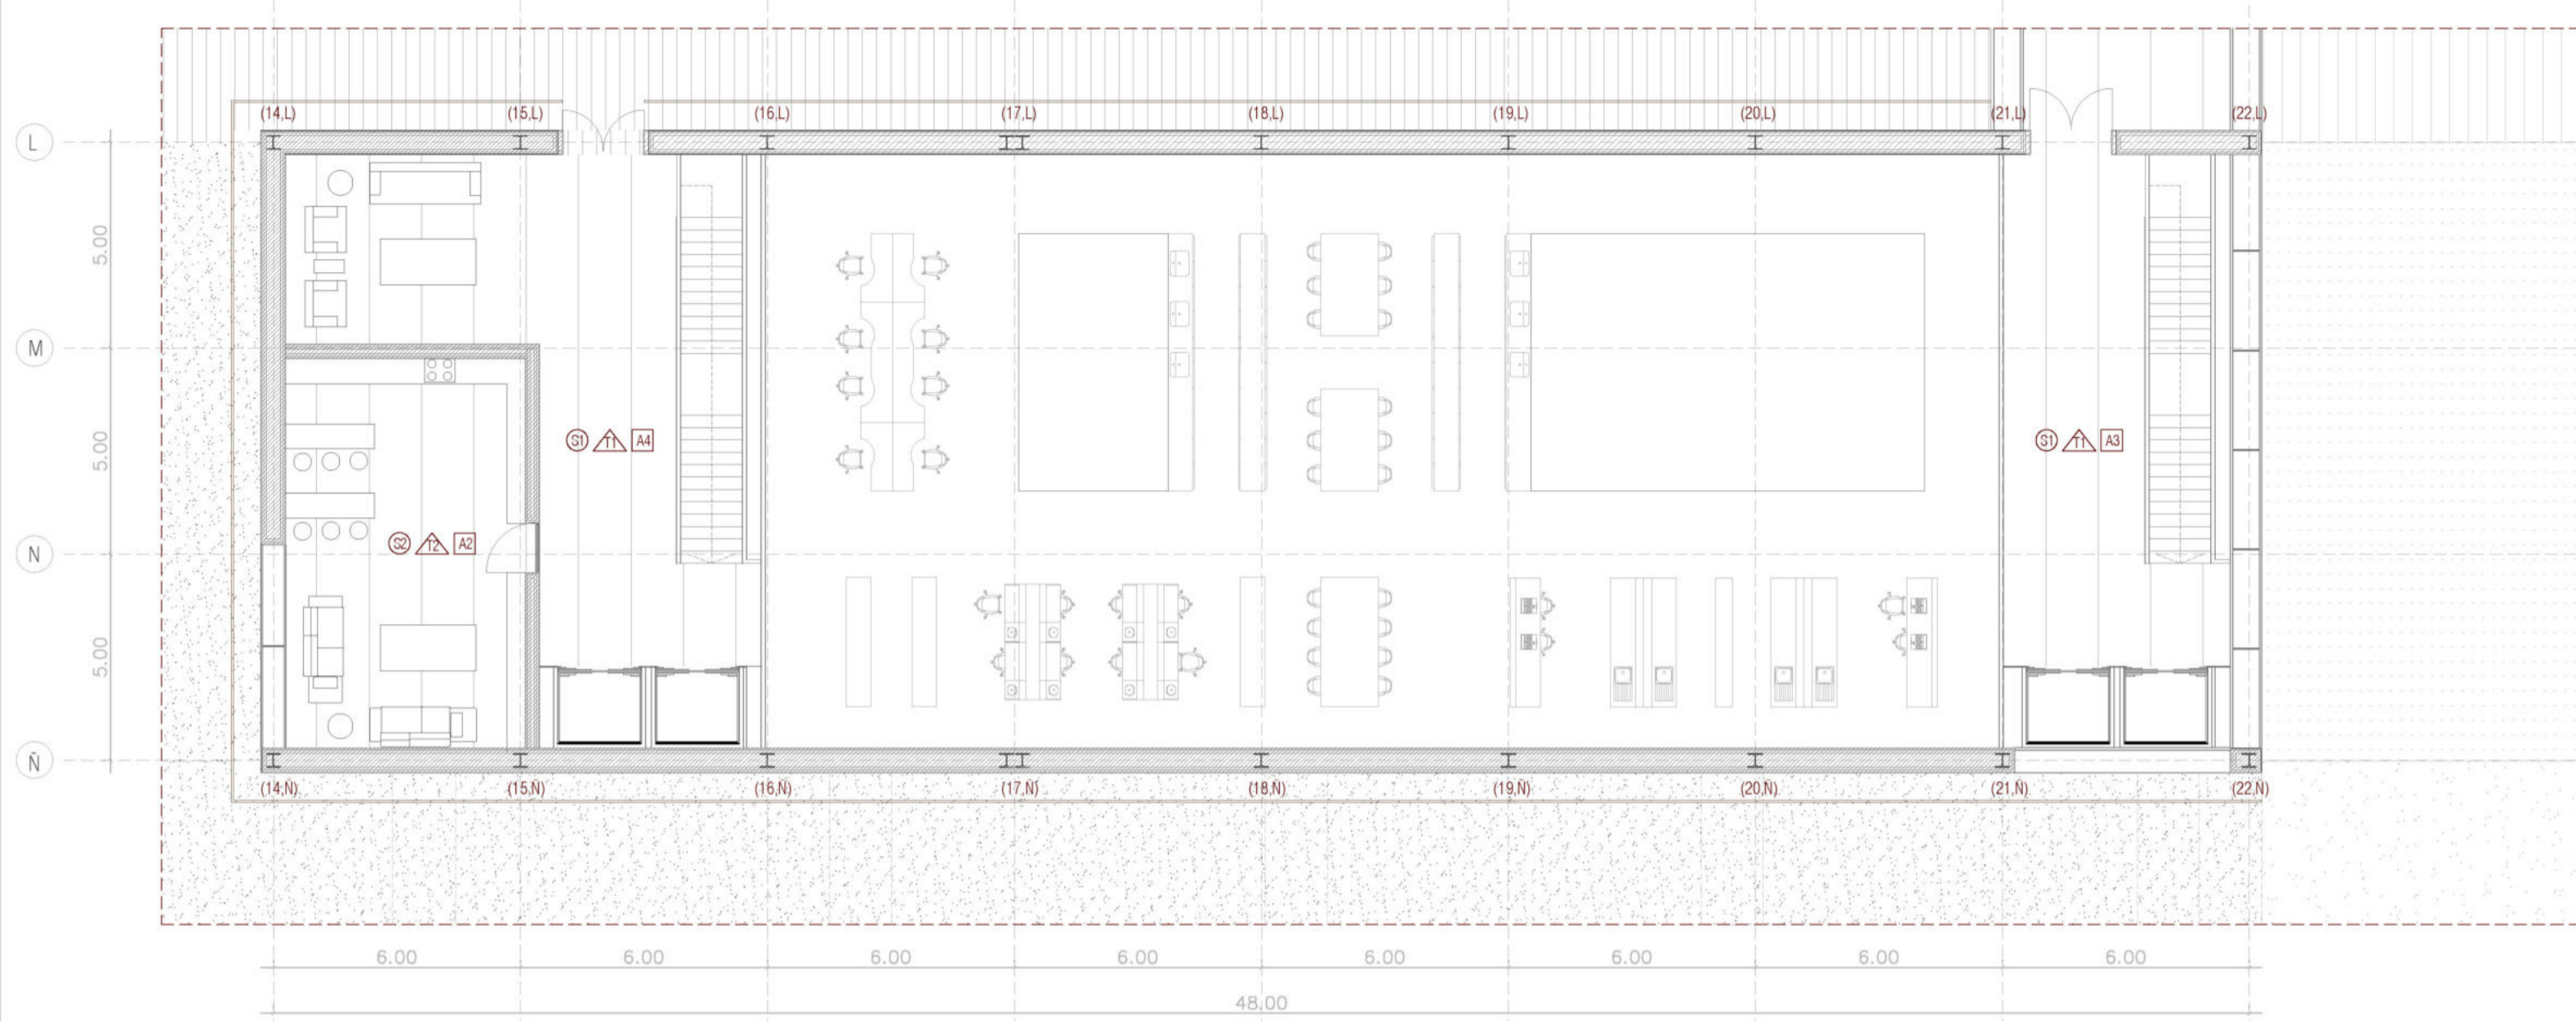 (14,L) (15,L) (16,L) (17,L) (18,L) (19,L) (20,L) (21,L) (22,L)
L
5.00
M
5.00
S1 T1 A4
S1 T1 A3
N
S2 T2 A2
5.00
Ñ
(14,Ñ) (15,Ñ) (16,Ñ) (17,Ñ) (18,Ñ) (19,Ñ) (20,Ñ) (21,Ñ) (22,Ñ)
6.00 6.00 6.00 6.00 6.00 6.00 6.00 6.00
48.00